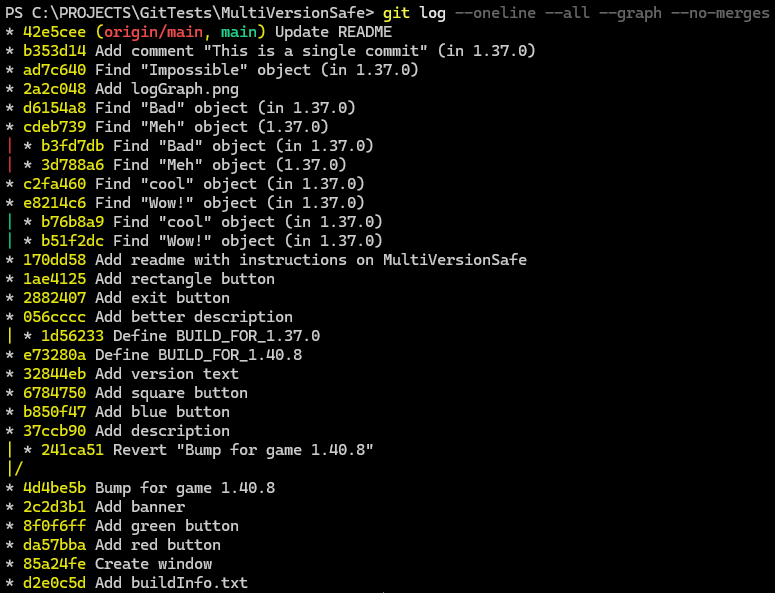 PS C:\PROJECTS\GitTests\MultiVersionSafe> git log --oneline --all --graph --no-merges
* 42e5cee (origin/main, main) Update README
* b353d14 Add comment "This is a single commit" (in 1.37.0)
* ad7c640 Find "Impossible" object (in 1.37.0)
* 2a2c048 Add logGraph.png
* d6154a8 Find "Bad" object (in 1.37.0)
* cdeb739 Find "Meh" object (1.37.0)
| * b3fd7db Find "Bad" object (in 1.37.0)
| * 3d788a6 Find "Meh" object (1.37.0)
* c2fa460 Find "cool" object (in 1.37.0)
* e8214c6 Find "Wow!" object (in 1.37.0)
| * b76b8a9 Find "cool" object (in 1.37.0)
| * b51f2dc Find "Wow!" object (in 1.37.0)
* 170dd58 Add readme with instructions on MultiVersionSafe
* 1ae4125 Add rectangle button
* 2882407 Add exit button
* 056cccc Add better description
| * 1d56233 Define BUILD_FOR_1.37.0
* e73280a Define BUILD_FOR_1.40.8
* 32844eb Add version text
* 6784750 Add square button
* b850f47 Add blue button
* 37ccb90 Add description
| * 241ca51 Revert "Bump for game 1.40.8"
|/
* 4d4be5b Bump for game 1.40.8
* 2c2d3b1 Add banner
* 8f0f6ff Add green button
* da57bba Add red button
* 85a24fe Create window
* d2e0c5d Add buildInfo.txt